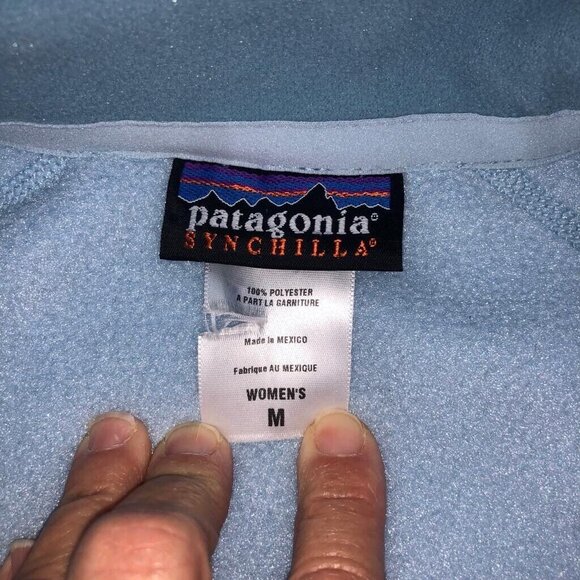 patagonia®
SYNCHILLA®
100% POLYESTER
A PART LA GARNITURE
Made in MEXICO
Fabriqué AU MEXIQUE
WOMEN'S
M